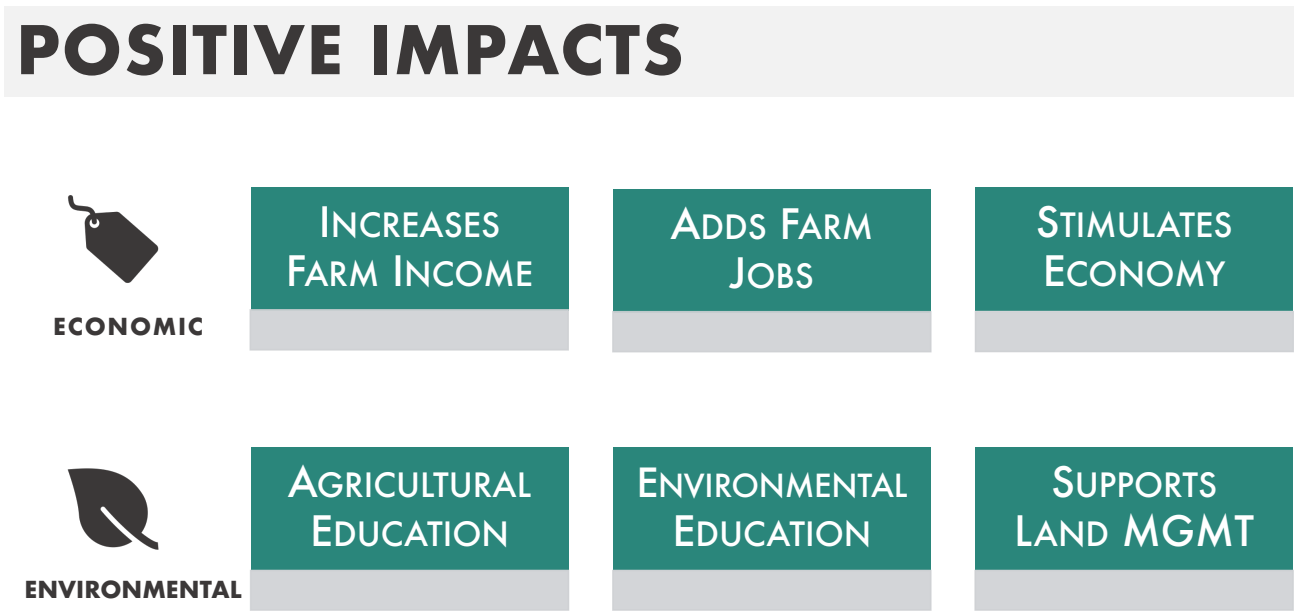 POSITIVE IMPACTS
INCREASES
FARM INCOME
ADDS FARM
JOBS
STIMULATES
ECONOMY
ECONOMIC
AGRICULTURAL
EDUCATION
ENVIRONMENTAL
EDUCATION
SUPPORTS
LAND MGMT
ENVIRONMENTAL